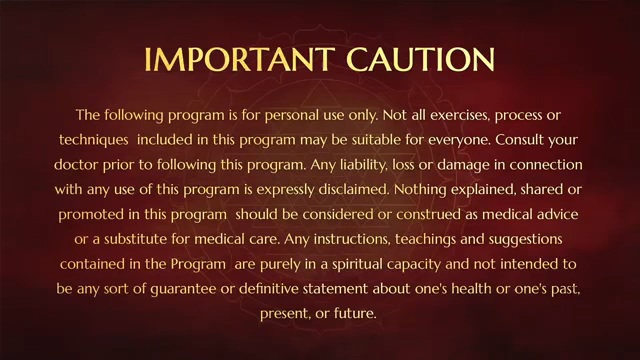 IMPORTANT CAUTION
The following program is for personal use only. Not all exercises, process or
techniques included in this program may be suitable for everyone. Consult your
doctor prior to following this program. Any liability, loss or damage in connection
with any use of this program is expressly disclaimed. Nothing explained, shared or
promoted in this program should be considered or construed as medical advice
or a substitute for medical care. Any instructions, teachings and suggestions
contained in the Program are purely in a spiritual capacity and not intended to
be any sort of guarantee or definitive statement about one's health or one's past,
present, or future.